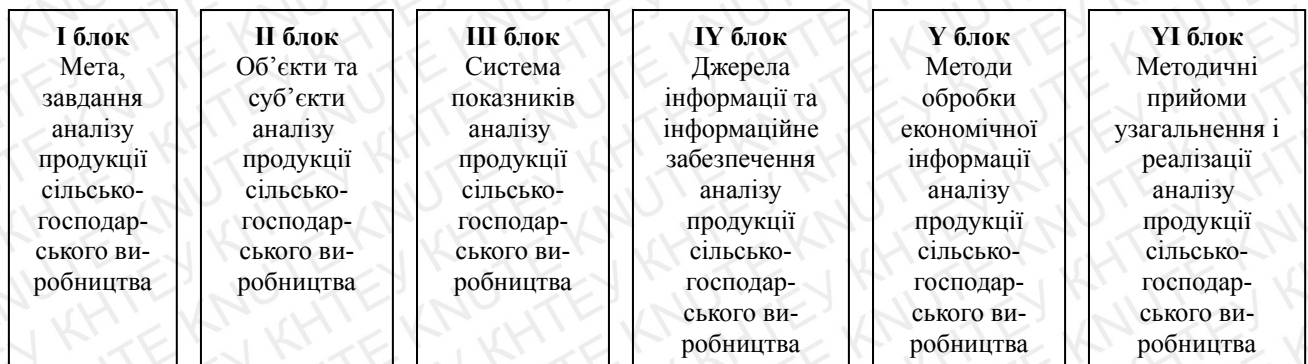 I блок
Мета,
завдання
аналізу
продукції
сільсько-
господар-
ського ви-
робництва
II блок
Об’єкти та
суб’єкти
аналізу
продукції
сільсько-
господар-
ського ви-
робництва
III блок
Система
показників
аналізу
продукції
сільсько-
господар-
ського ви-
робництва
IY блок
Джерела
інформації та
інформаційне
забезпечення
аналізу
продукції
сільсько-
господар-
ського ви-
робництва
Y блок
Методи
обробки
економічної
інформації
аналізу
продукції
сільсько-
господар-
ського ви-
робництва
YI блок
Методичні
прийоми
узагальнення і
реалізації
аналізу
продукції
сільсько-
господар-
ського ви-
робництва